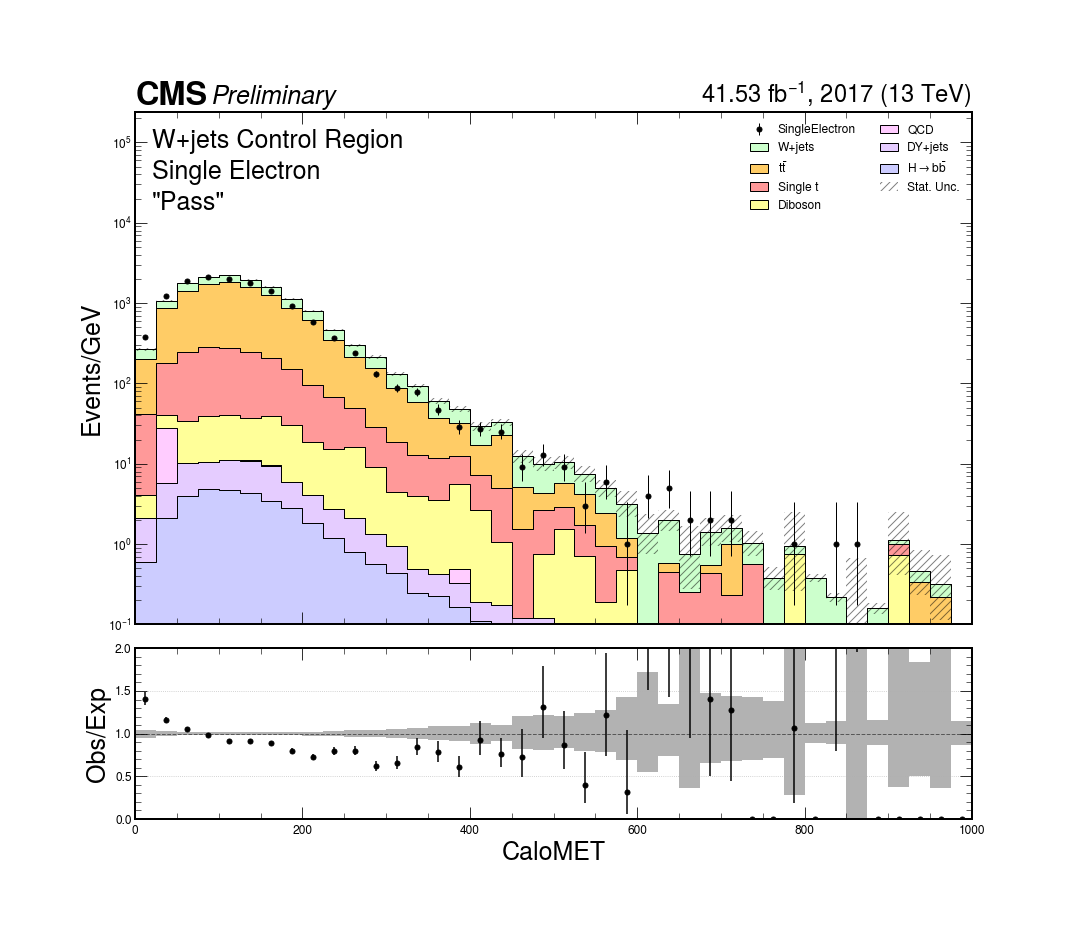 CMS Preliminary 41.53 fb⁻¹, 2017 (13 TeV)
W+jets Control Region
Single Electron
"Pass"
SingleElectron
W+jets
tt̄
Single t
Diboson
QCD
DY+jets
H→bb̄
Stat. Unc.
Events/GeV
10⁵
10⁴
10³
10²
10¹
10⁰
10⁻¹
Obs/Exp
2.0
1.5
1.0
0.5
0.0
0 200 400 600 800 1000
CaloMET